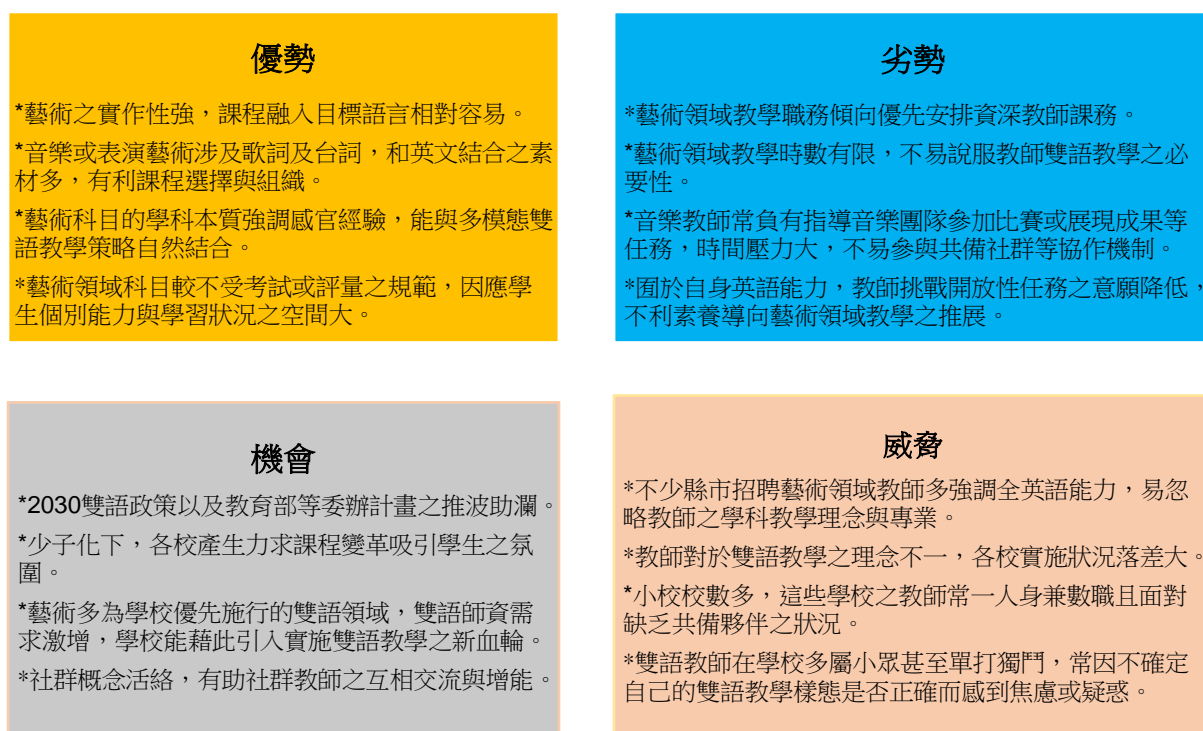 優勢
*藝術之實作性強，課程融入目標語言相對容易。
*音樂或表演藝術涉及歌詞及台詞，和英文結合之素
材多，有利課程選擇與組織。
*藝術科目的學科本質強調感官經驗，能與多模態雙
語教學策略自然結合。
*藝術領域科目較不受考試或評量之規範，因應學
生個別能力與學習狀況之空間大。
劣勢
*藝術領域教學職務傾向優先安排資深教師課務。
*藝術領域教學時數有限，不易說服教師雙語教學之必
要性。
*音樂教師常負有指導音樂團隊參加比賽或展現成果等
任務，時間壓力大，不易參與共備社群等協作機制。
*囿於自身英語能力，教師挑戰開放性任務之意願降低，
不利素養導向藝術領域教學之推展。
機會
*2030雙語政策以及教育部等委辦計畫之推波助瀾。
*少子化下，各校產生力求課程變革吸引學生之氛
圍。
*藝術多為學校優先施行的雙語領域，雙語師資需
求激增，學校能藉此引入實施雙語教學之新血輪。
*社群概念活絡，有助社群教師之互相交流與增能。
威脅
*不少縣市招聘藝術領域教師多強調全英語能力，易忽
略教師之學科教學理念與專業。
*教師對於雙語教學之理念不一，各校實施狀況落差大。
*小校校數多，這些學校之教師常一人身兼數職且面對
缺乏共備夥伴之狀況。
*雙語教師在學校多屬小眾甚至單打獨鬥，常因不確定
自己的雙語教學樣態是否正確而感到焦慮或疑惑。